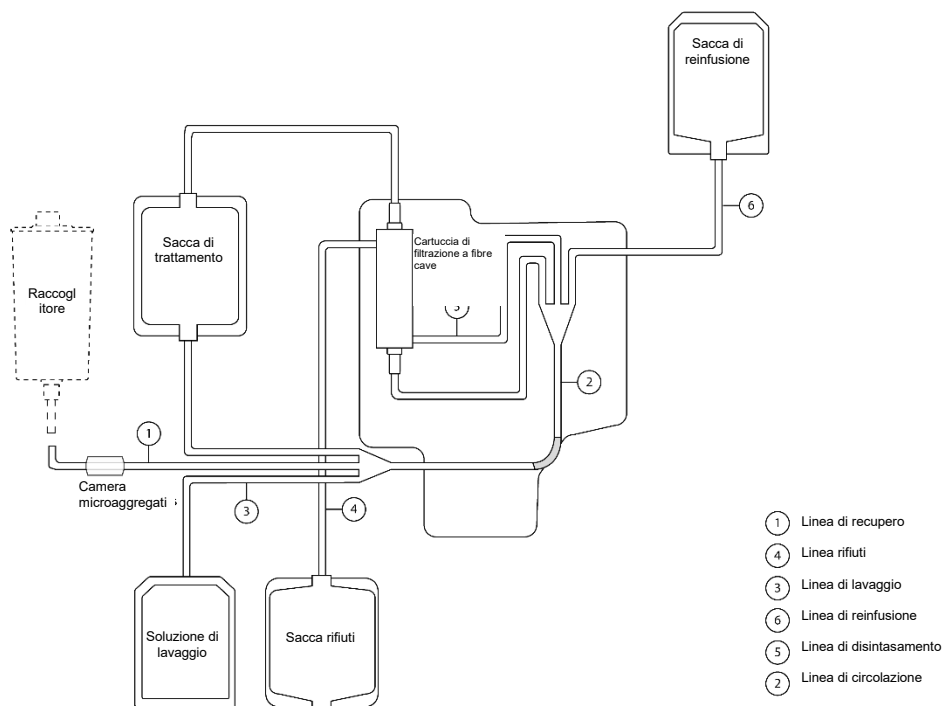 Sacca di
reinfusione
6
Sacca di
trattamento
Cartuccia di
filtrazione a fibre
cave
Raccogl
itore
5
2
1
Camera
microaggregati
3
4
Soluzione di
lavaggio
Sacca rifiuti
1 Linea di recupero
4 Linea rifiuti
3 Linea di lavaggio
6 Linea di reinfusione
5 Linea di disintasamento
2 Linea di circolazione